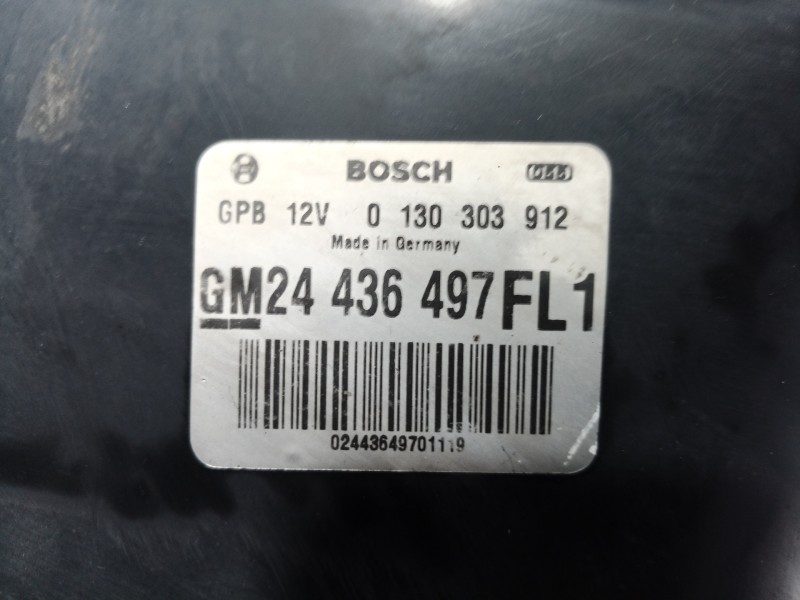 BOSCH
GPB 12V 0 130 303 912
Made in Germany
GM24 436 497FL1
02443649701119